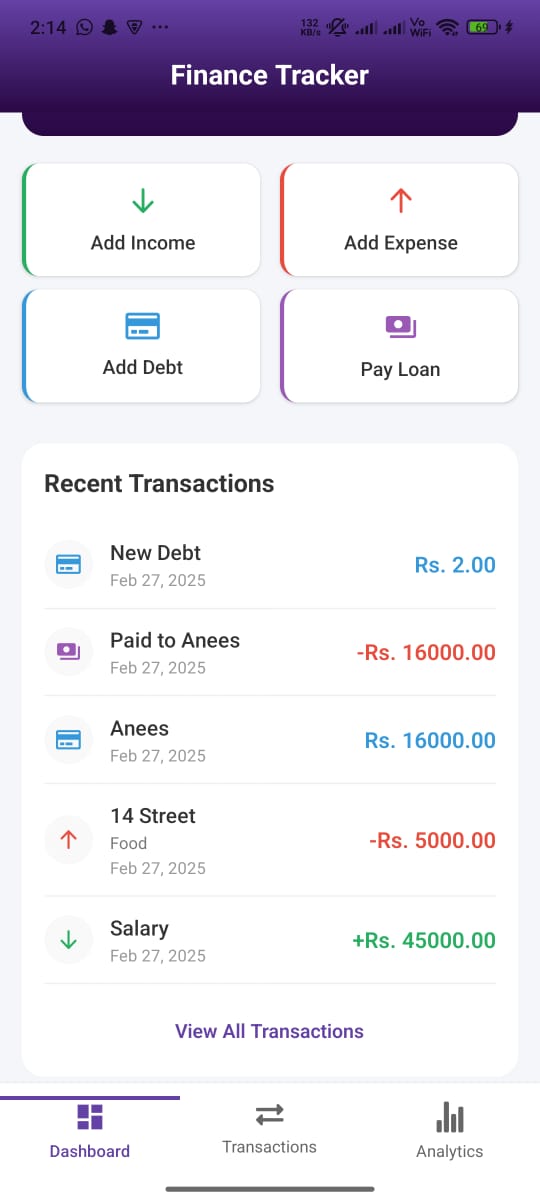 2:14
132
KB/s
Vo
WiFi
69
Finance Tracker
Add Income
Add Expense
Add Debt
Pay Loan
Recent Transactions
New Debt
Feb 27, 2025
Rs. 2.00
Paid to Anees
Feb 27, 2025
-Rs. 16000.00
Anees
Feb 27, 2025
Rs. 16000.00
14 Street
Food
Feb 27, 2025
-Rs. 5000.00
Salary
Feb 27, 2025
+Rs. 45000.00
View All Transactions
Dashboard
Transactions
Analytics